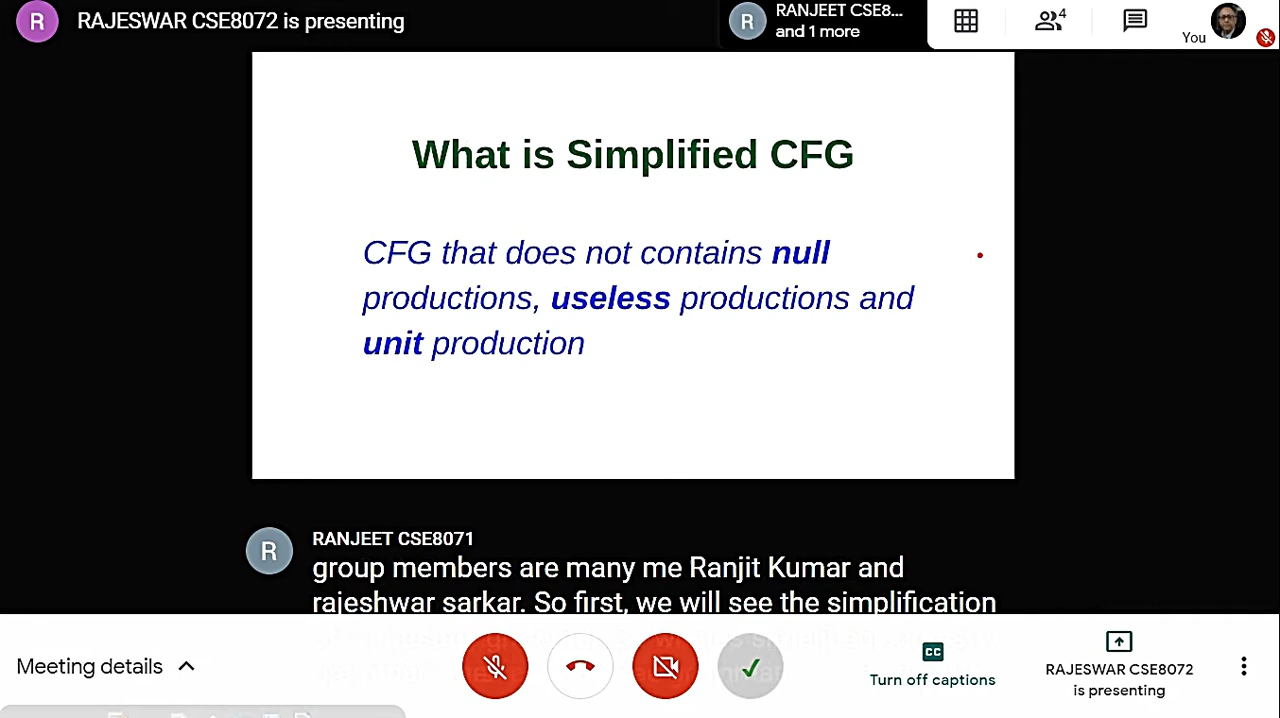 R
RAJESWAR CSE8072 is presenting
R
RANJEET CSE8...
and 1 more
4
You
What is Simplified CFG
CFG that does not contains null
productions, useless productions and
unit production
R
RANJEET CSE8071
group members are many me Ranjit Kumar and
rajeshwar sarkar. So first, we will see the simplification
Meeting details
CC
Turn off captions
RAJESWAR CSE8072
is presenting